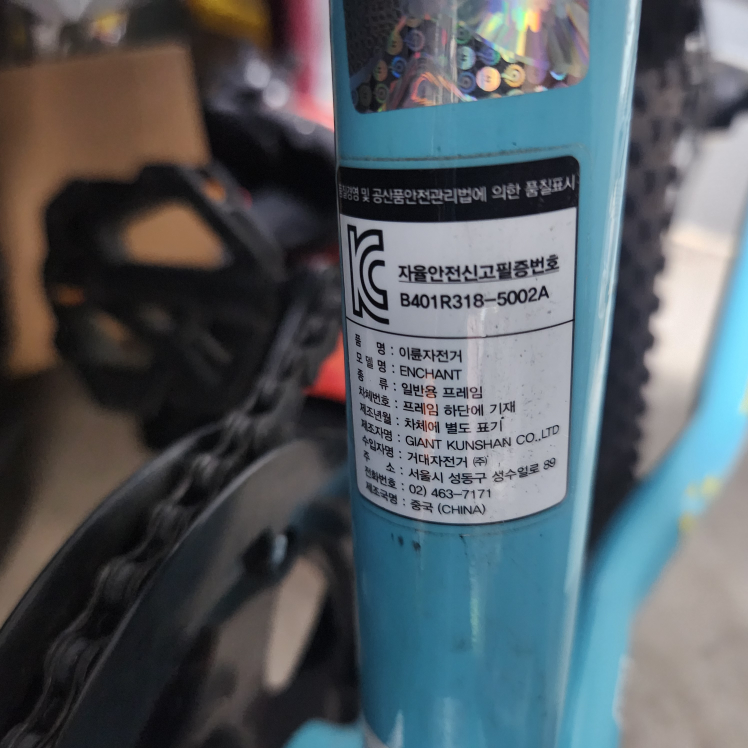 품질경영 및 공산품안전관리법에 의한 품질표시
KC
자율안전신고필증번호
B401R318-5002A
품 명 : 이륜자전거
모 델 명 : ENCHANT
종 류 : 일반용 프레임
차체번호 : 프레임 하단에 기재
제조년월 : 차체에 별도 표기
제조자명 : GIANT KUNSHAN CO.,LTD
수입자명 : 거대자전거 ㈜
주 소 : 서울시 성동구 성수일로 89
전화번호 : 02) 463-7171
제조국명 : 중국 (CHINA)